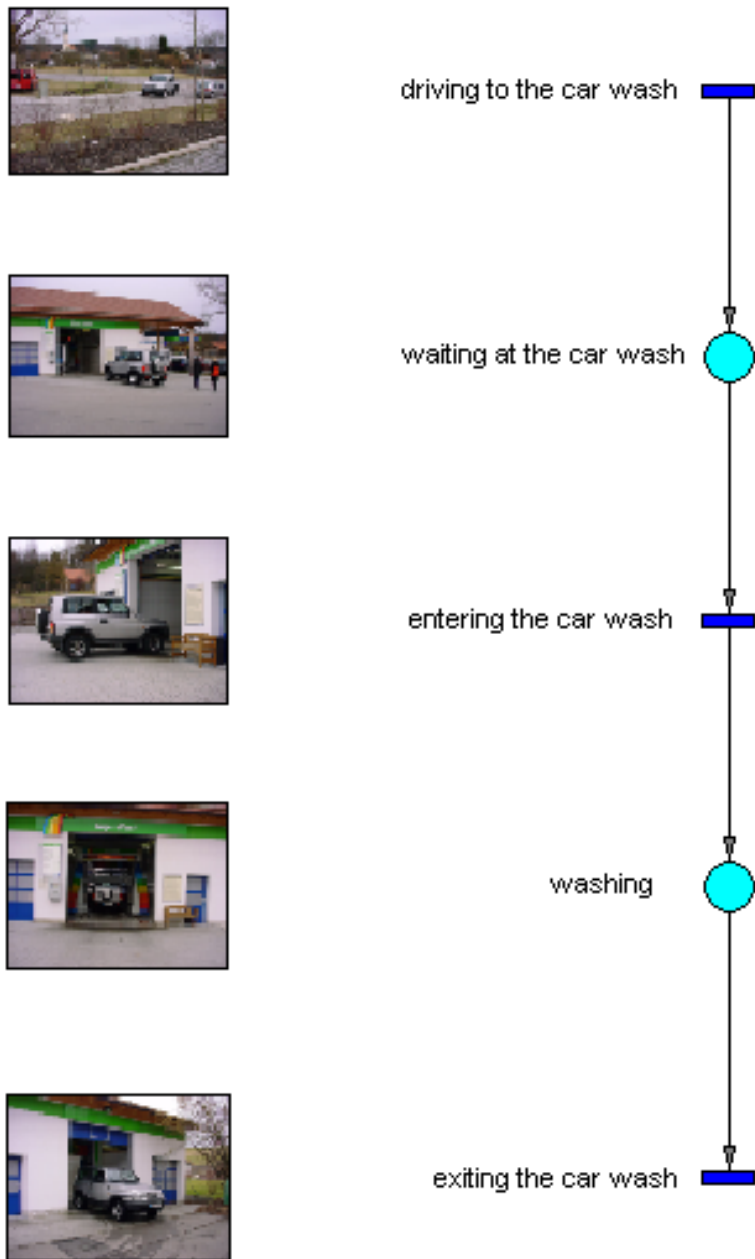 driving to the car wash
waiting at the car wash
entering the car wash
washing
exiting the car wash